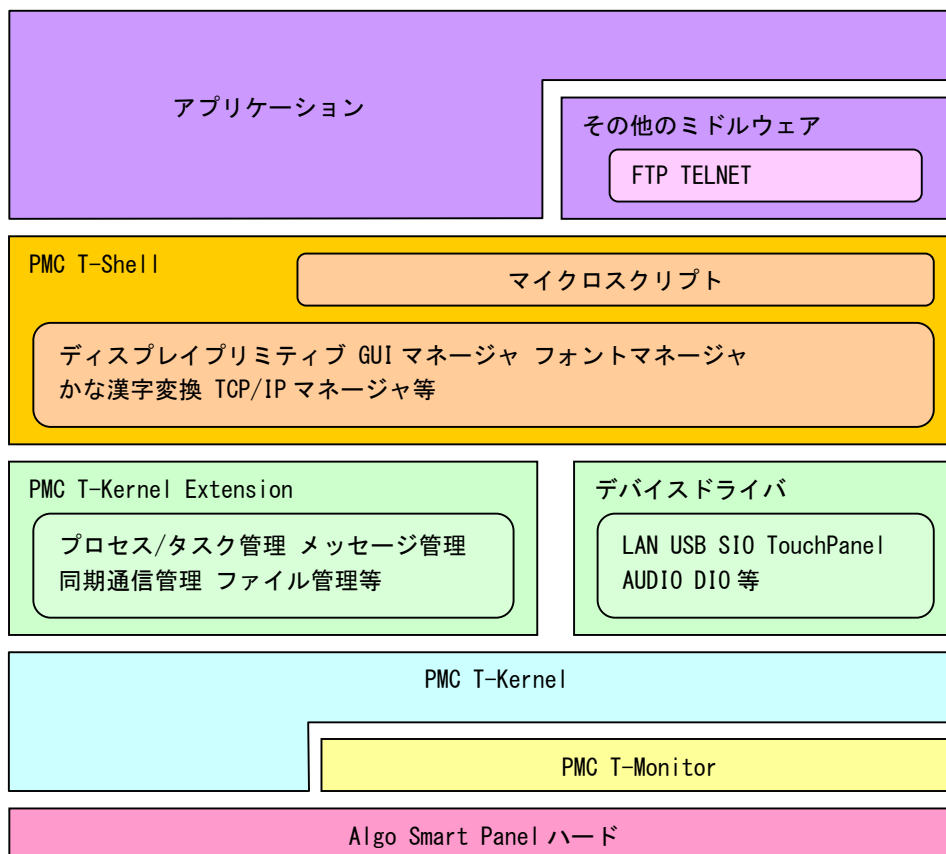 アプリケーション
その他のミドルウェア
FTP TELNET
PMC T-Shell
マイクロスクリプト
ディスプレイプリミティブ GUI マネージャ フォントマネージャ
かな漢字変換 TCP/IP マネージャ等
PMC T-Kernel Extension
プロセス/タスク管理 メッセージ管理
同期通信管理 ファイル管理等
デバイスドライバ
LAN USB SIO TouchPanel
AUDIO DIO 等
PMC T-Kernel
PMC T-Monitor
Algo Smart Panel ハード